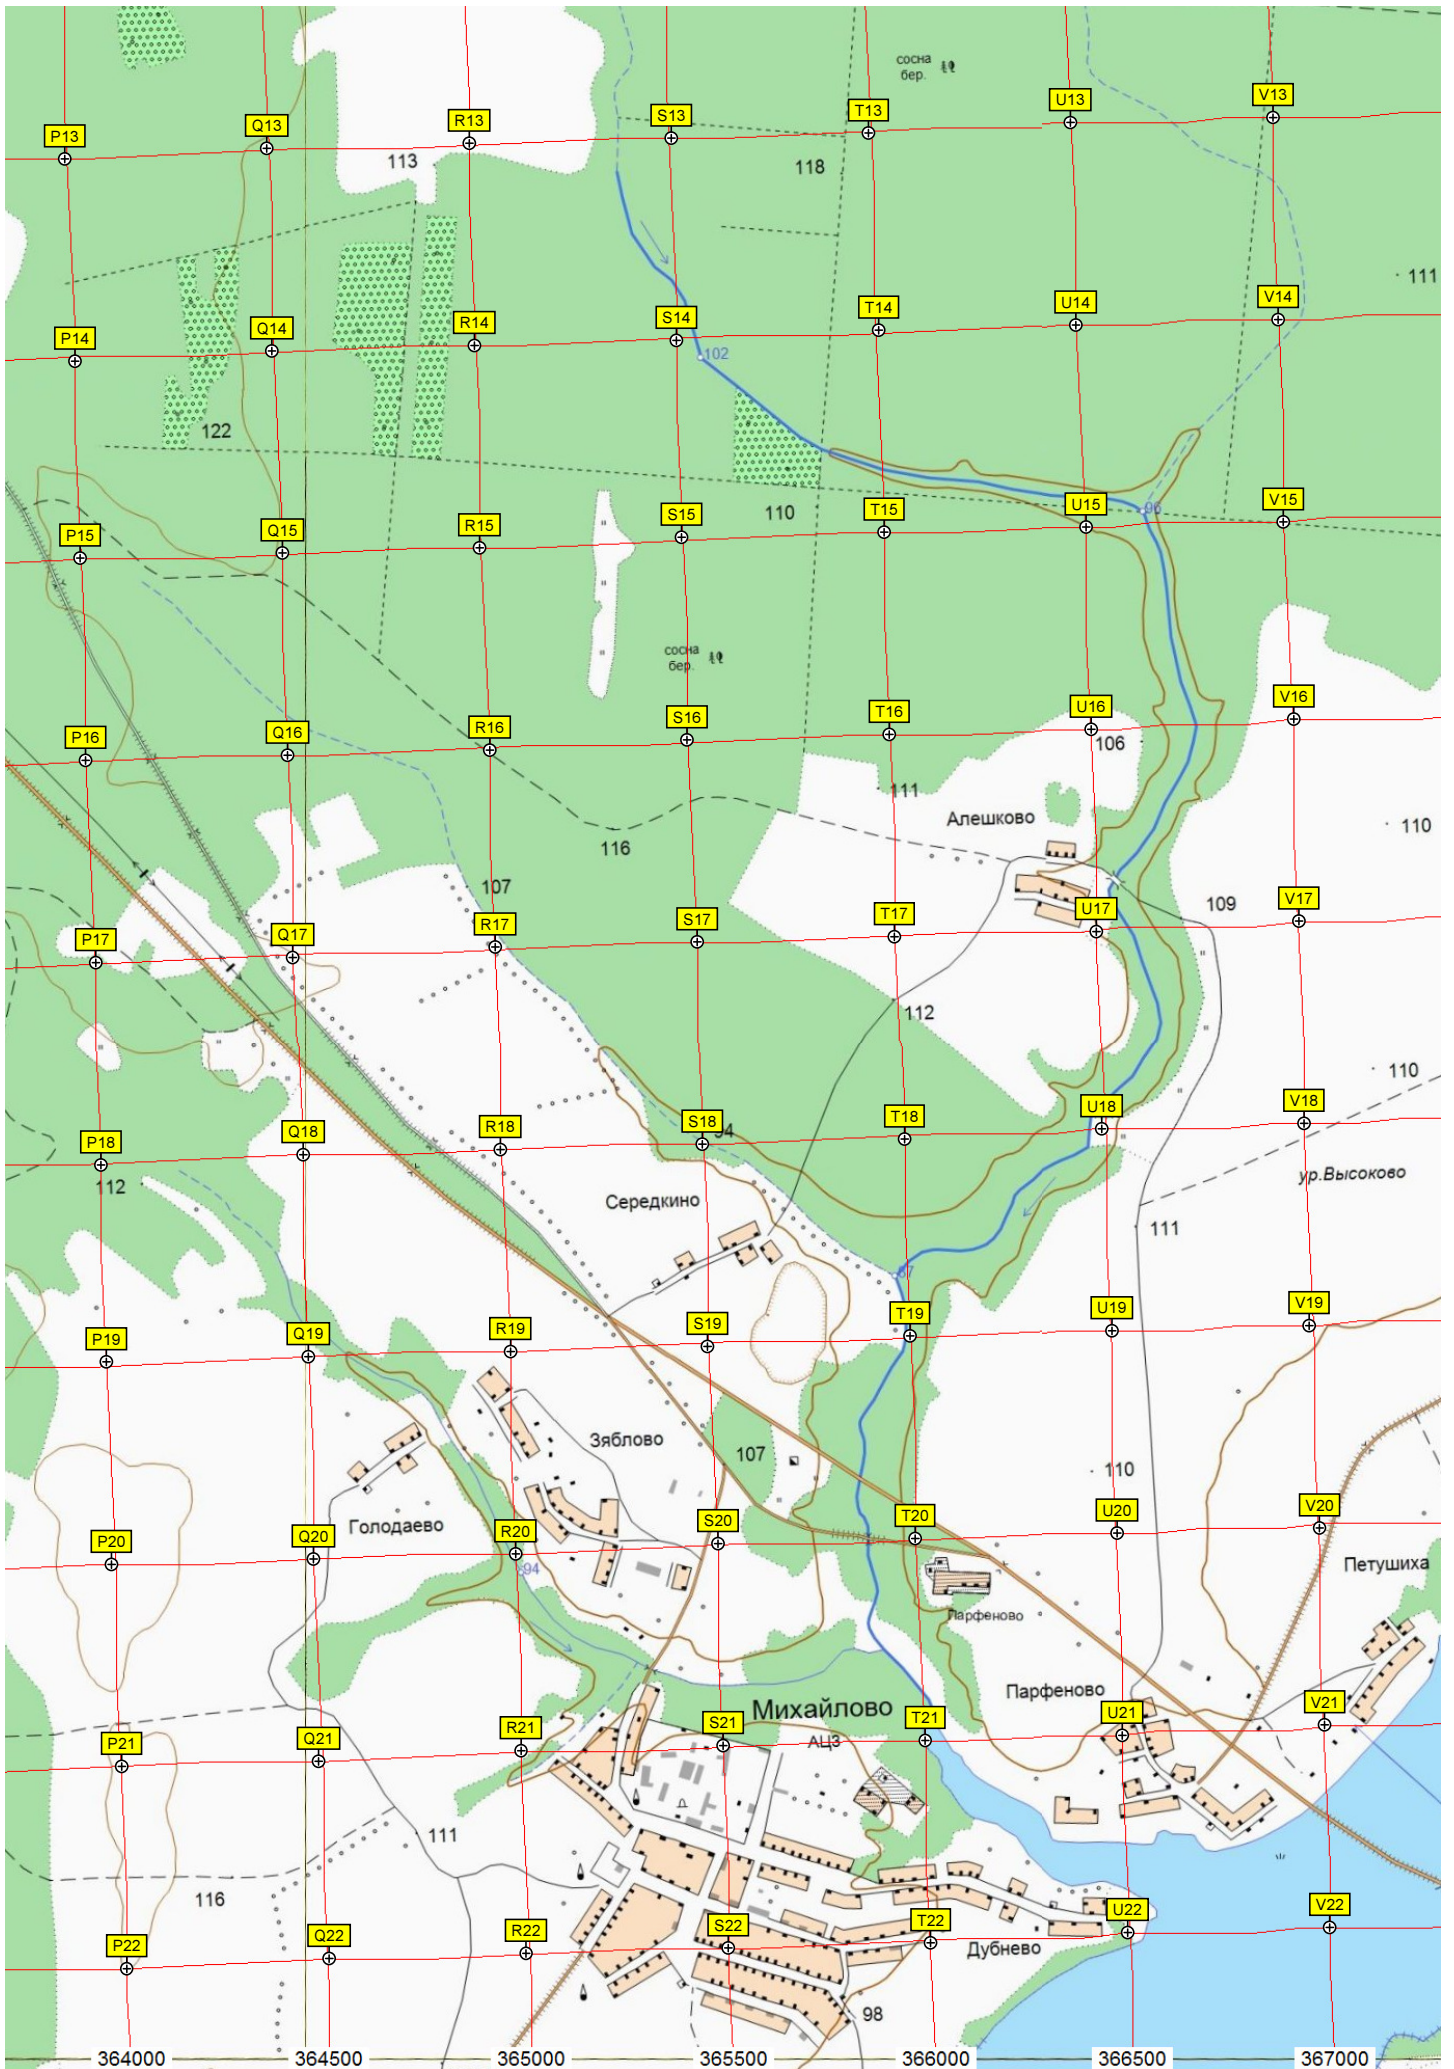 сосна
бер.
P13 Q13 R13 S13 T13 U13 V13
113
118
111
P14 Q14 R14 S14 T14 U14 V14
102
122
110
96
P15 Q15 R15 S15 T15 U15 V15
сосна
бер.
P16 Q16 R16 S16 T16 U16 V16
106
111
Алешково
110
116
107
109
P17 Q17 R17 S17 T17 U17 V17
112
110
P18 Q18 R18 S18 T18 U18 V18
94
112
ур.Высоково
Середкино
111
87
P19 Q19 R19 S19 T19 U19 V19
Зяблово
107
110
Голодаево
P20 Q20 R20 S20 T20 U20 V20
94
Петушиха
Парфеново
Парфеново
Михайлово
АЦЗ
P21 Q21 R21 S21 T21 U21 V21
111
116
P22 Q22 R22 S22 T22 U22 V22
Дубнево
98
364000 364500 365000 365500 366000 366500 367000